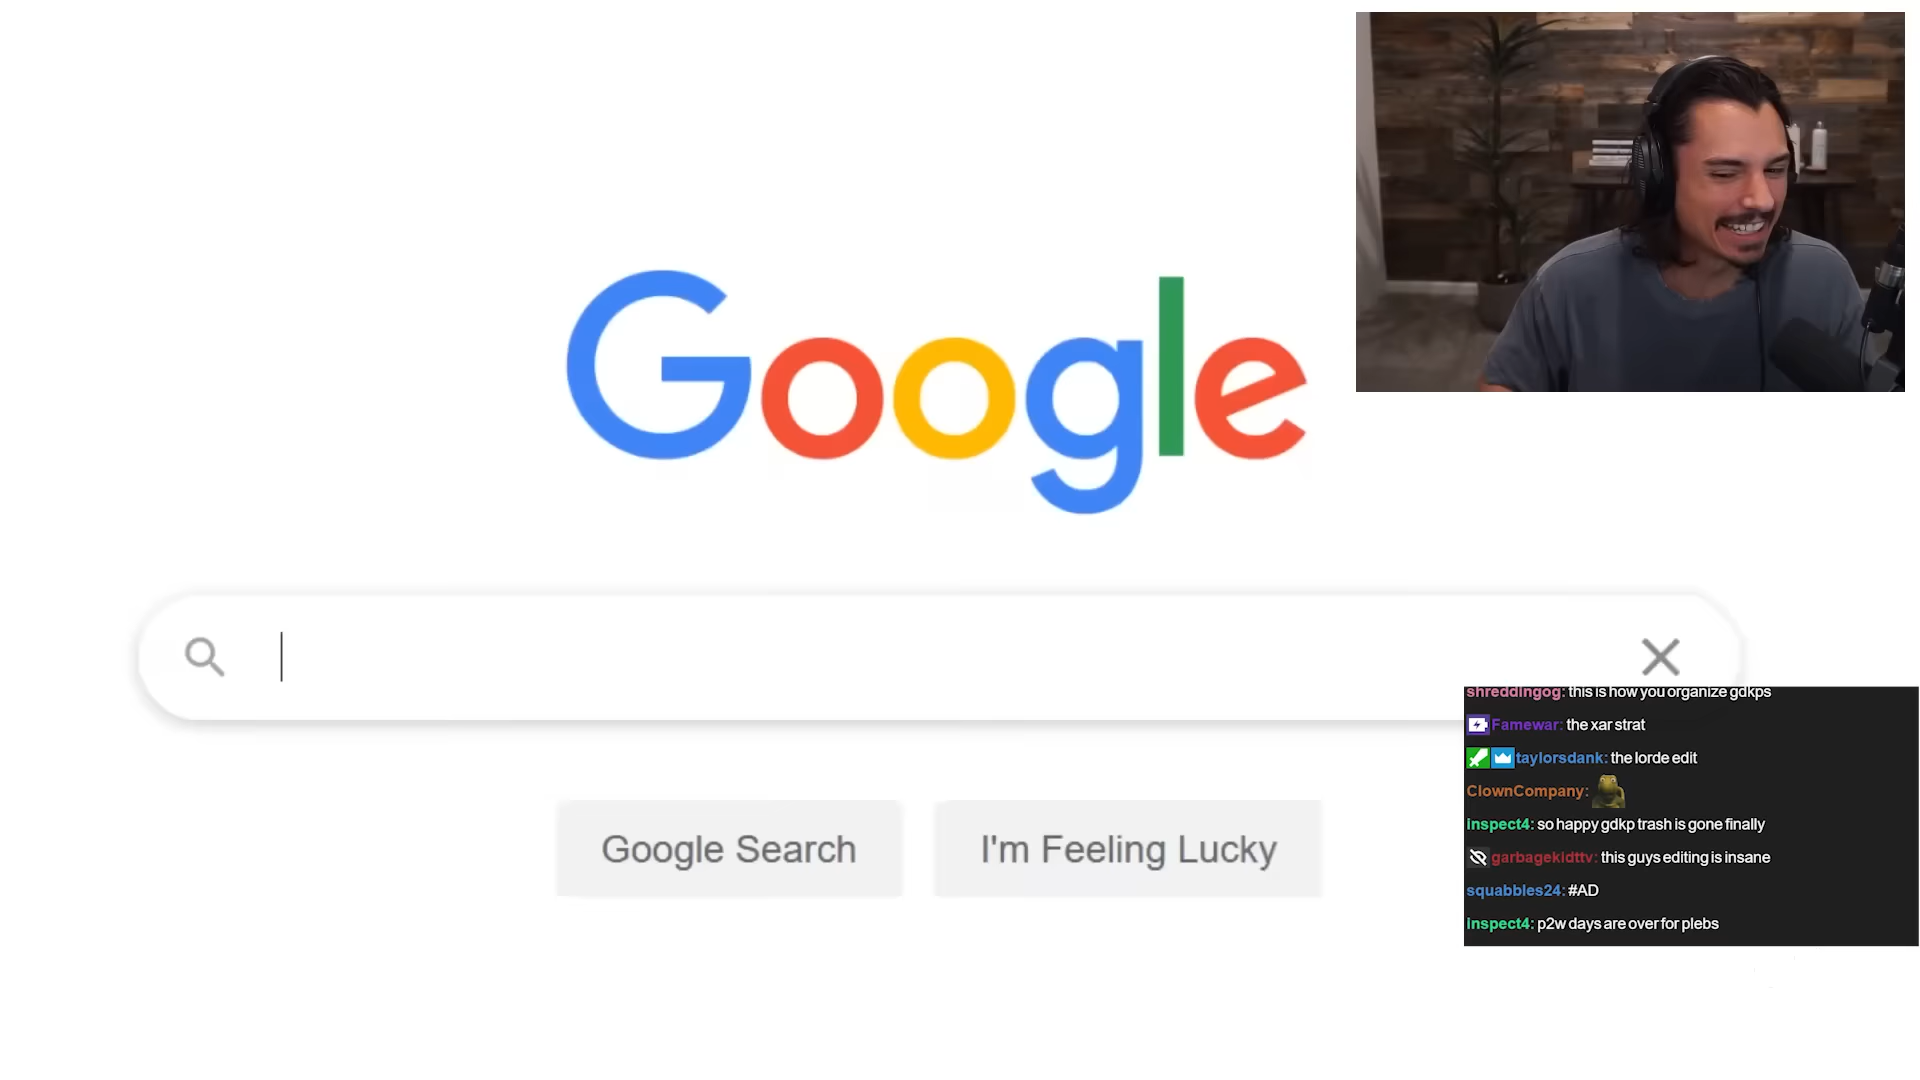 Google
Google Search
I'm Feeling Lucky
shreddingog: this is how you organize gdkps
Famewar: the xar strat
taylorsdank: the lorde edit
ClownCompany:
inspect4: so happy gdkp trash is gone finally
garbagekidttv: this guys editing is insane
squabbles24: #AD
inspect4: p2w days are over for plebs